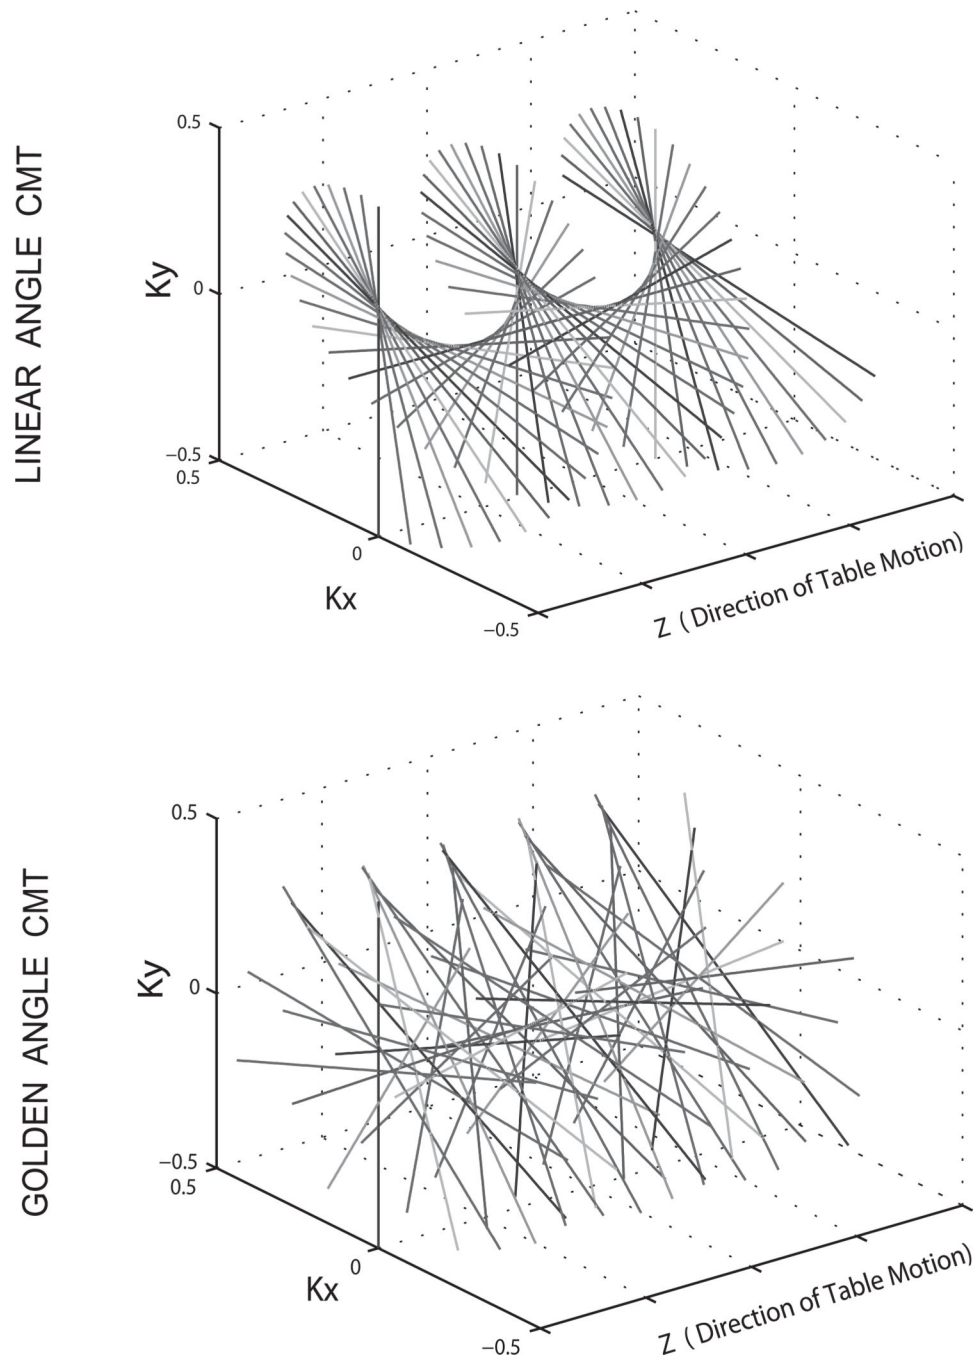 LINEAR ANGLE CMT
0.5
Ky
0
−0.5
0.5
0
Kx
−0.5
Z ( Direction of Table Motion)
GOLDEN ANGLE CMT
0.5
Ky
0
−0.5
0.5
0
Kx
−0.5
Z ( Direction of Table Motion)